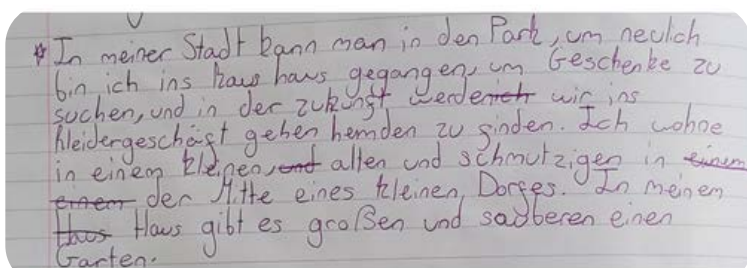 * In meiner Stadt kann man in den Park, um neulich
bin ich ins kaus haus gegangen, um Geschenke zu
suchen, und in der zukunft werden wir ins
kleidergeschäft gehen hemden zu finden. Ich wohne
in einem kleinen, alten und schmutzigen in
der Mitte eines kleinen Dorfes. In meinem
Haus gibt es großen und sauberen einen
Garten.